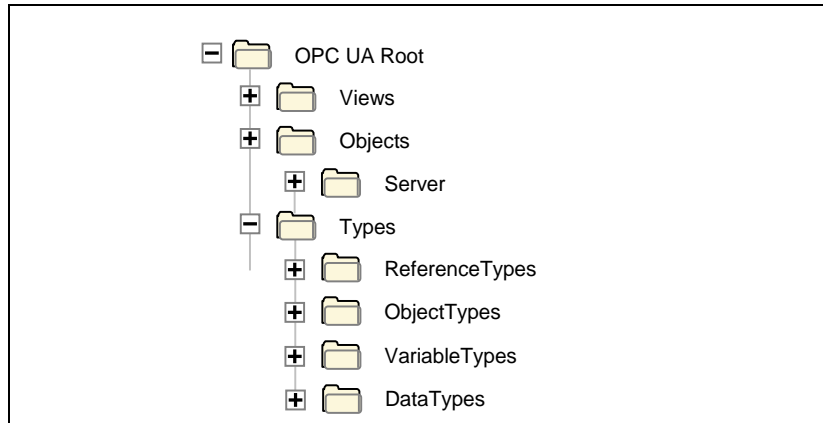 OPC UA Root
Views
Objects
Server
Types
ReferenceTypes
ObjectTypes
VariableTypes
DataTypes